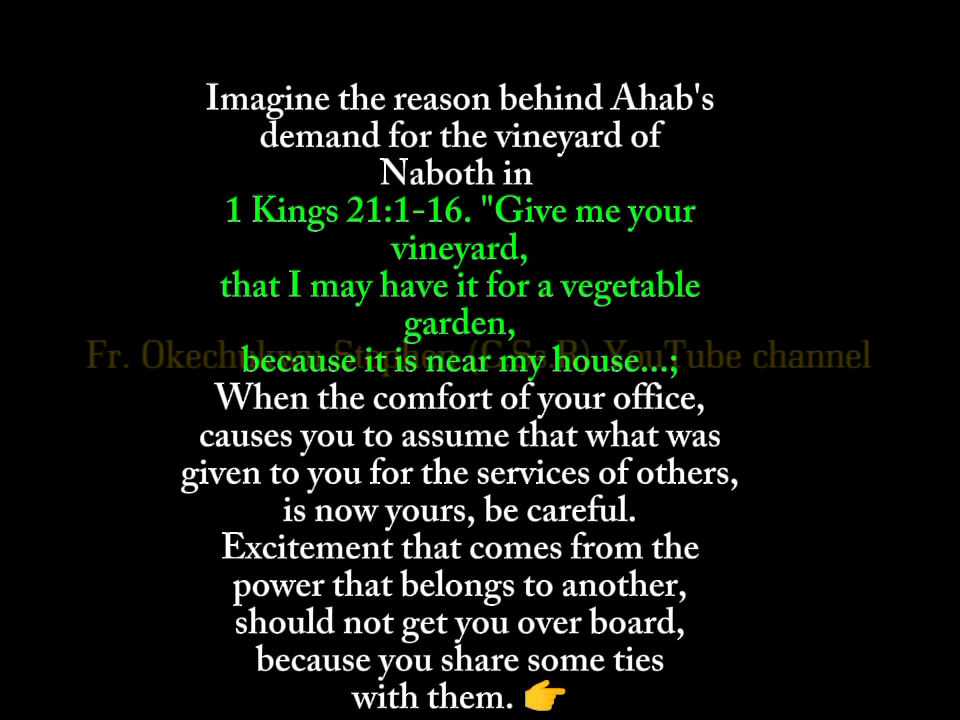 Imagine the reason behind Ahab's
demand for the vineyard of
Naboth in
1 Kings 21:1-16. "Give me your
vineyard,
that I may have it for a vegetable
garden,
Fr. Okechukwu Stephen (C.Ss.R) YouTube channel
because it is near my house...;
When the comfort of your office,
causes you to assume that what was
given to you for the services of others,
is now yours, be careful.
Excitement that comes from the
power that belongs to another,
should not get you over board,
because you share some ties
with them. 👉